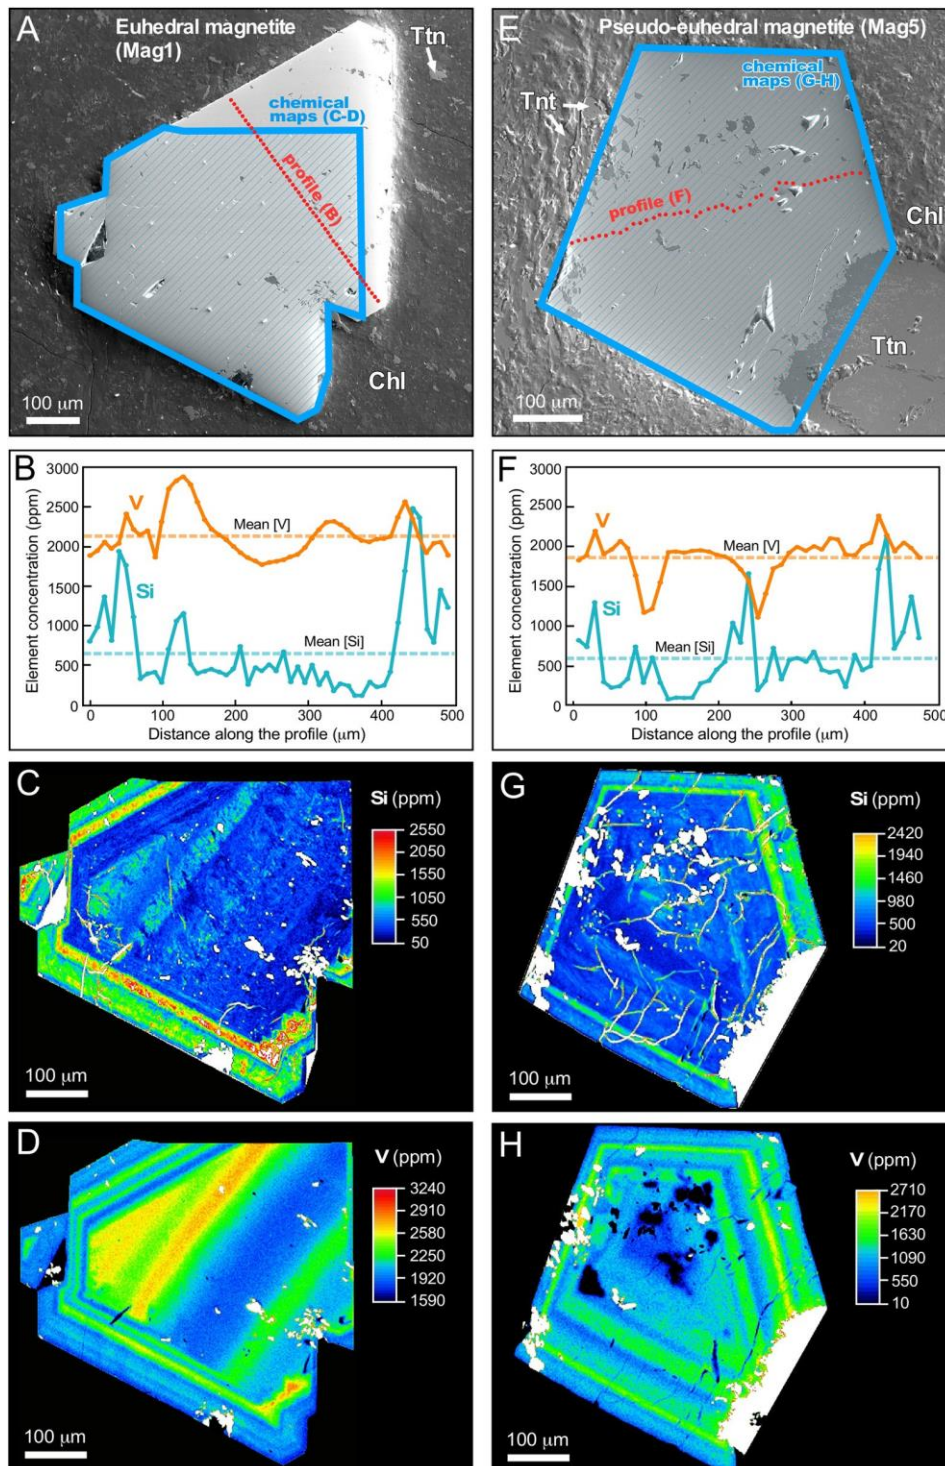 A
Euhedral magnetite
(Mag1)
Ttn
chemical
maps (C-D)
profile (B)
Chl
100 μm
E
Pseudo-euhedral magnetite (Mag5)
chemical
maps (G-H)
Tnt
profile (F)
Chl
Ttn
100 μm
B
Element concentration (ppm)
3000
2500
2000
1500
1000
500
0
V
Mean [V]
Si
Mean [Si]
0 100 200 300 400 500
Distance along the profile (μm)
F
Element concentration (ppm)
3000
2500
2000
1500
1000
500
0
V
Mean [V]
Si
Mean [Si]
0 100 200 300 400 500
Distance along the profile (μm)
C
Si (ppm)
2550
2050
1550
1050
550
50
100 μm
G
Si (ppm)
2420
1940
1460
980
500
20
100 μm
D
V (ppm)
3240
2910
2580
2250
1920
1590
100 μm
H
V (ppm)
2710
2170
1630
1090
550
10
100 μm